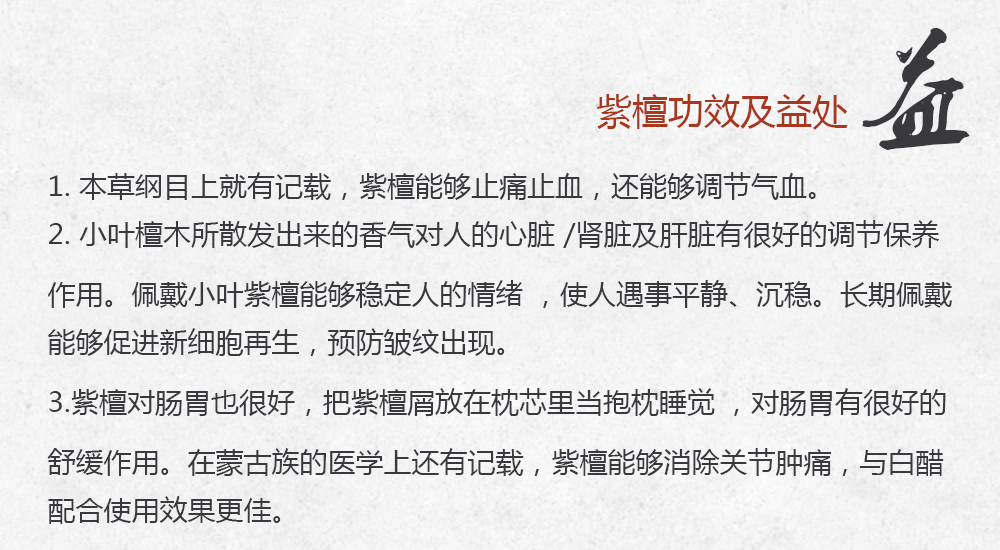 益
紫檀功效及益处
1. 本草纲目上就有记载，紫檀能够止痛止血，还能够调节气血。
2. 小叶檀木所散发出来的香气对人的心脏 /肾脏及肝脏有很好的调节保养
作用。佩戴小叶紫檀能够稳定人的情绪 ，使人遇事平静、沉稳。长期佩戴
能够促进新细胞再生，预防皱纹出现。
3.紫檀对肠胃也很好，把紫檀屑放在枕芯里当抱枕睡觉 ，对肠胃有很好的
舒缓作用。在蒙古族的医学上还有记载，紫檀能够消除关节肿痛，与白醋
配合使用效果更佳。